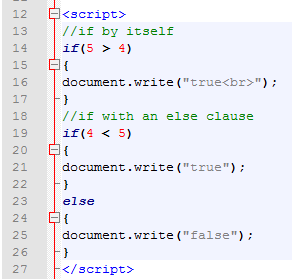 12 <script>
13 //if by itself
14 if(5 > 4)
15 {
16 document.write("true<br>");
17 }
18 //if with an else clause
19 if(4 < 5)
20 {
21 document.write("true");
22 }
23 else
24 {
25 document.write("false");
26 }
27 </script>